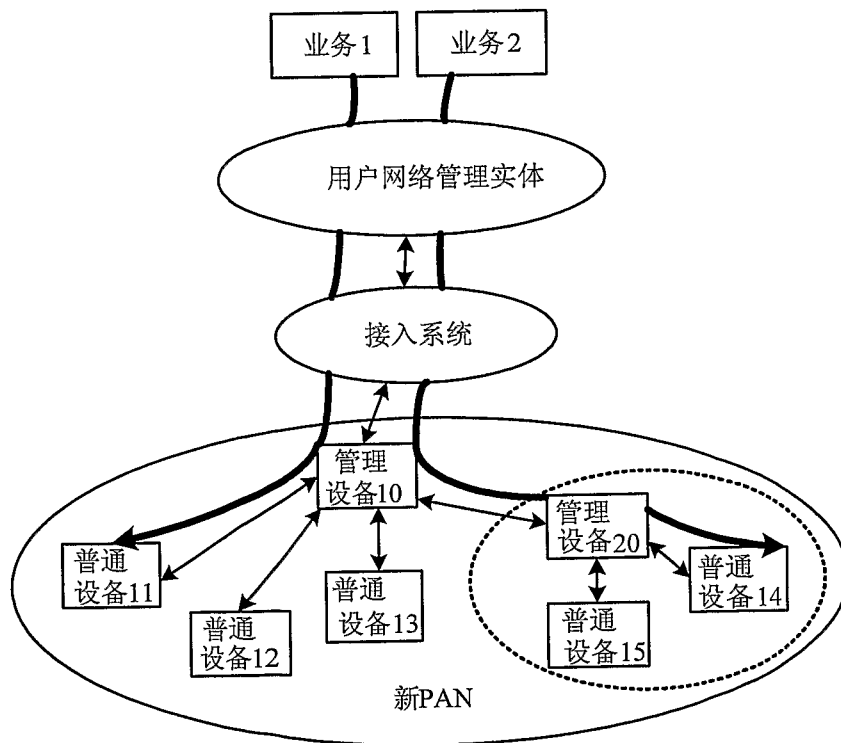 业务1
业务2
用户网络管理实体
接入系统
管理
设备10
管理
设备20
普通
设备11
普通
设备12
普通
设备13
普通
设备14
普通
设备15
新PAN